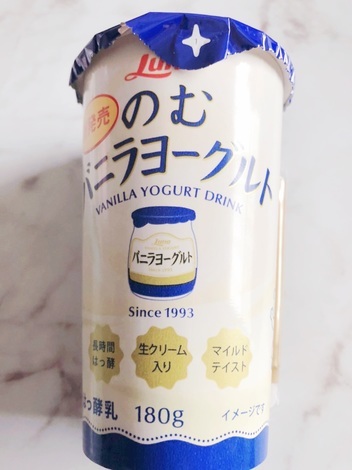 のむ
バニラヨーグルト
VANILLA YOGURT DRINK
バニラヨーグルト
Since 1993
長時間
はっ酵
生クリーム
入り
マイルド
テイスト
はっ酵乳 180g イメージです